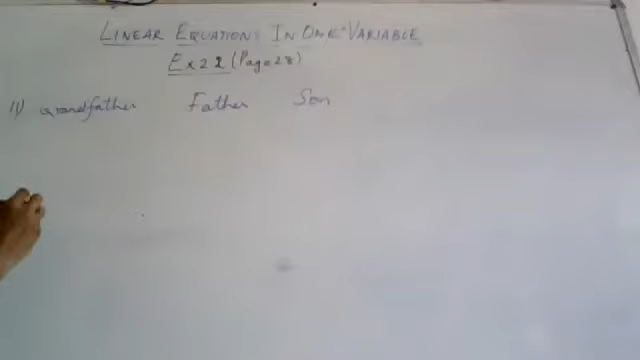 LINEAR EQUATIONS IN ONE VARIABLE
Ex 2.2 (Page 28)
11) Grandfather Father Son